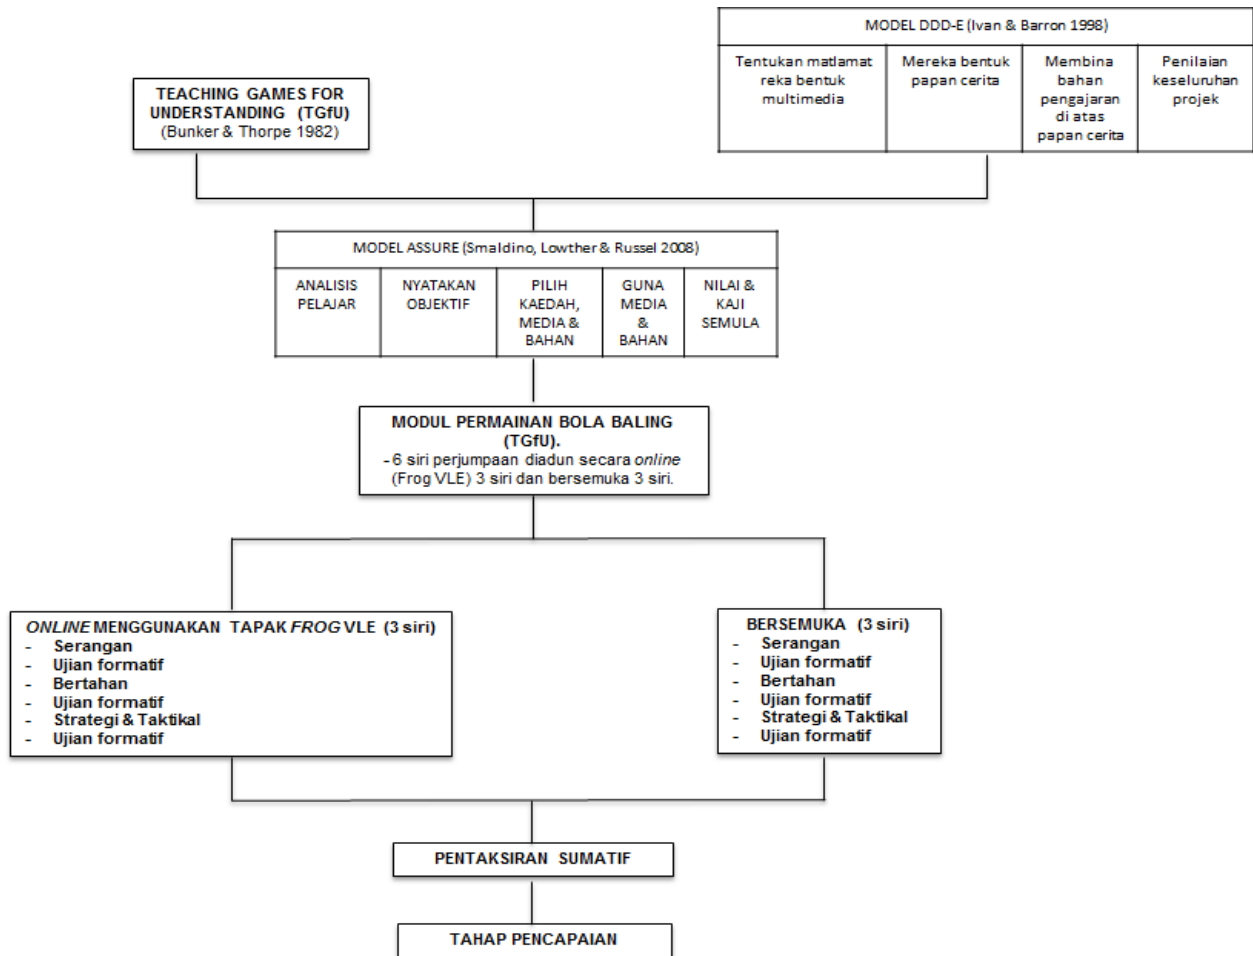 MODEL DDD-E (Ivan & Barron 1998)
Tentukan matlamat
reka bentuk
multimedia
Mereka bentuk
papan cerita
Membina
bahan
pengajaran
di atas
papan cerita
Penilaian
keseluruhan
projek
TEACHING GAMES FOR
UNDERSTANDING (TGfU)
(Bunker & Thorpe 1982)
MODEL ASSURE (Smaldino, Lowther & Russel 2008)
ANALISIS
PELAJAR
NYATAKAN
OBJEKTIF
PILIH
KAEDAH,
MEDIA &
BAHAN
GUNA
MEDIA
&
BAHAN
NILAI &
KAJI
SEMULA
MODUL PERMAINAN BOLA BALING
(TGfU).
- 6 siri perjumpaan diadun secara online
(Frog VLE) 3 siri dan bersemuka 3 siri.
ONLINE MENGGUNAKAN TAPAK FROG VLE (3 siri)
- Serangan
- Ujian formatif
- Bertahan
- Ujian formatif
- Strategi & Taktikal
- Ujian formatif
BERSEMUKA (3 siri)
- Serangan
- Ujian formatif
- Bertahan
- Ujian formatif
- Strategi & Taktikal
- Ujian formatif
PENTAKSIRAN SUMATIF
TAHAP PENCAPAIAN